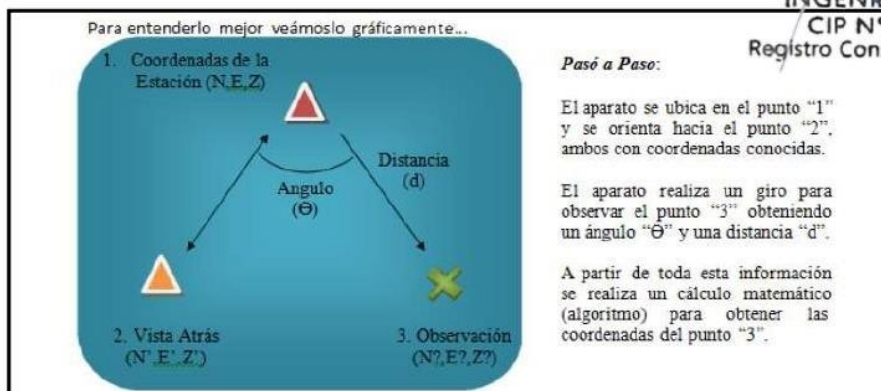 INGENI
CIP N°
Registro Con
Para entenderlo mejor veámoslo gráficamente...
1. Coordenadas de la
Estación (N,E,Z)
Angulo
(Ө)
Distancia
(d)
2. Vista Atrás
(N',E',Z')
3. Observación
(N?,E?,Z?)
Pasó a Paso:
El aparato se ubica en el punto “1”
y se orienta hacia el punto “2”,
ambos con coordenadas conocidas.
El aparato realiza un giro para
observar el punto “3” obteniendo
un ángulo “Ө” y una distancia “d”.
A partir de toda esta información
se realiza un cálculo matemático
(algoritmo) para obtener las
coordenadas del punto “3”.